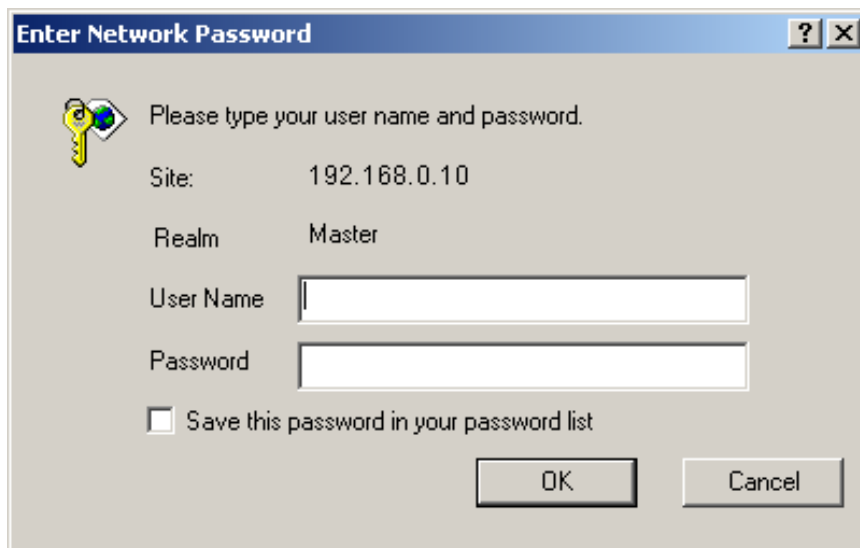 Enter Network Password
Please type your user name and password.
Site: 192.168.0.10
Realm Master
User Name
Password
Save this password in your password list
OK Cancel